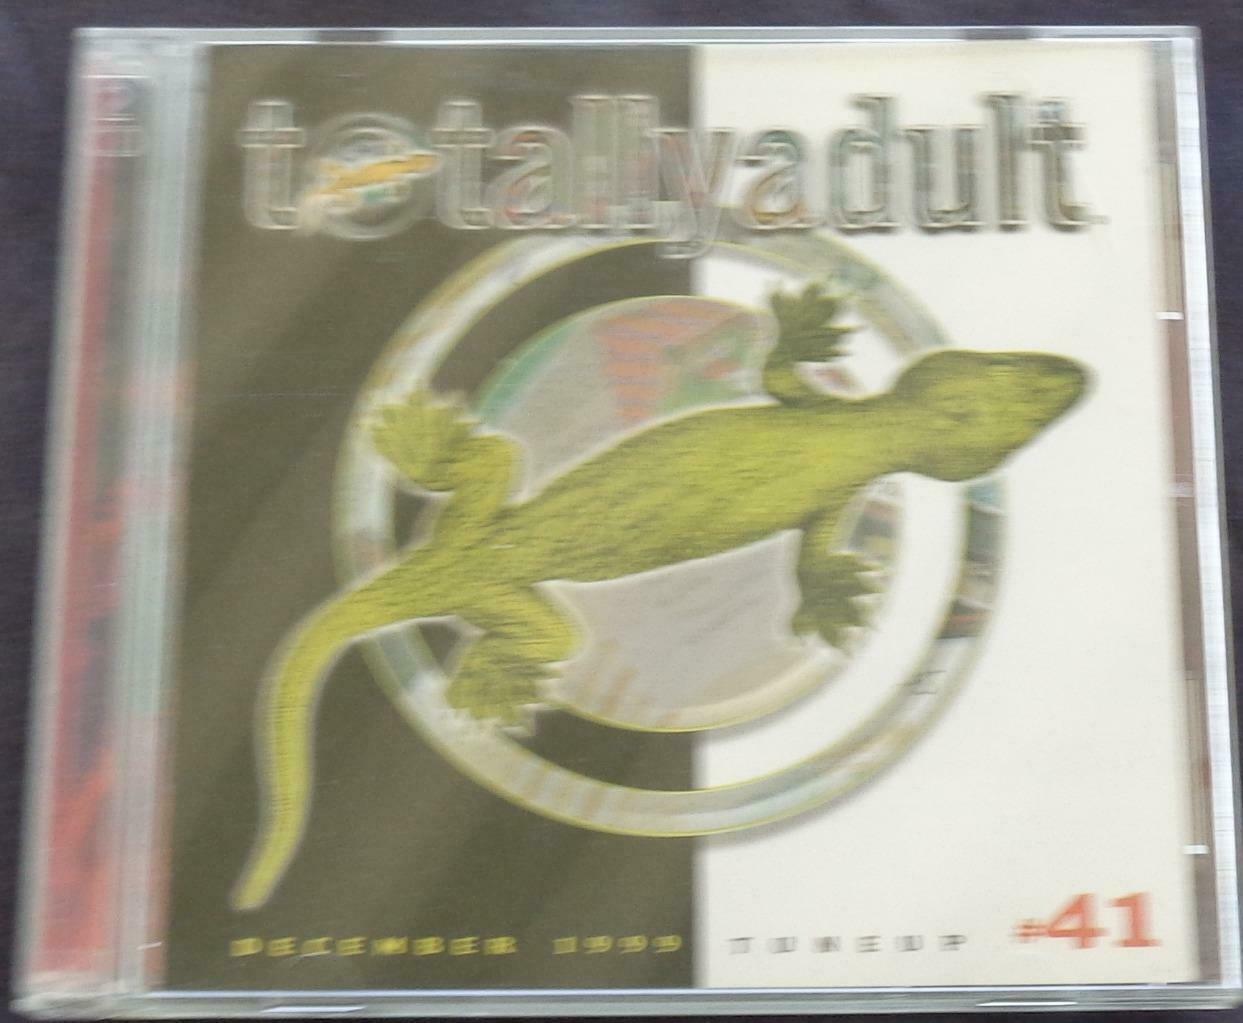 totallyadult
DECEMBER 1999 TUNEUP #41